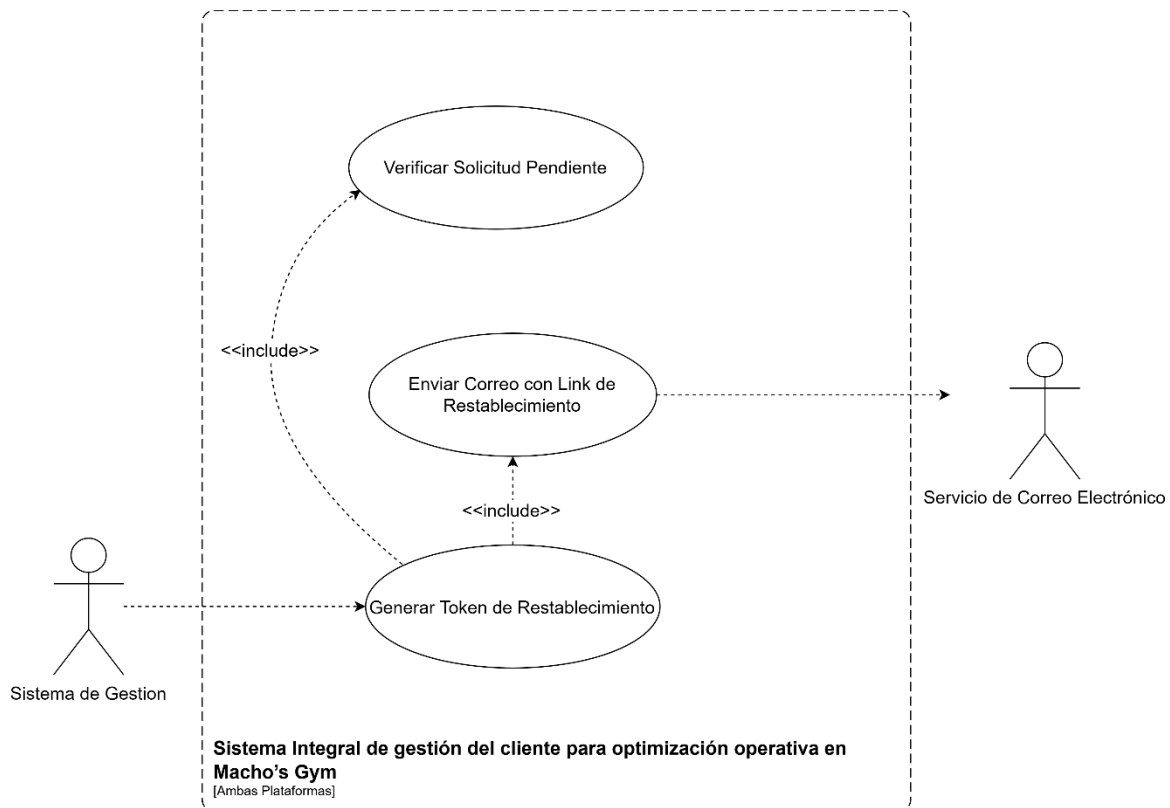 Verificar Solicitud Pendiente
<<include>>
Enviar Correo con Link de
Restablecimiento
Servicio de Correo Electrónico
<<include>>
Generar Token de Restablecimiento
Sistema de Gestion
Sistema Integral de gestión del cliente para optimización operativa en
Macho's Gym
[Ambas Plataformas]